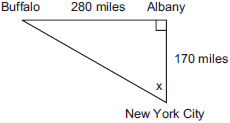 Buffalo 280 miles Albany
170 miles
x
New York City